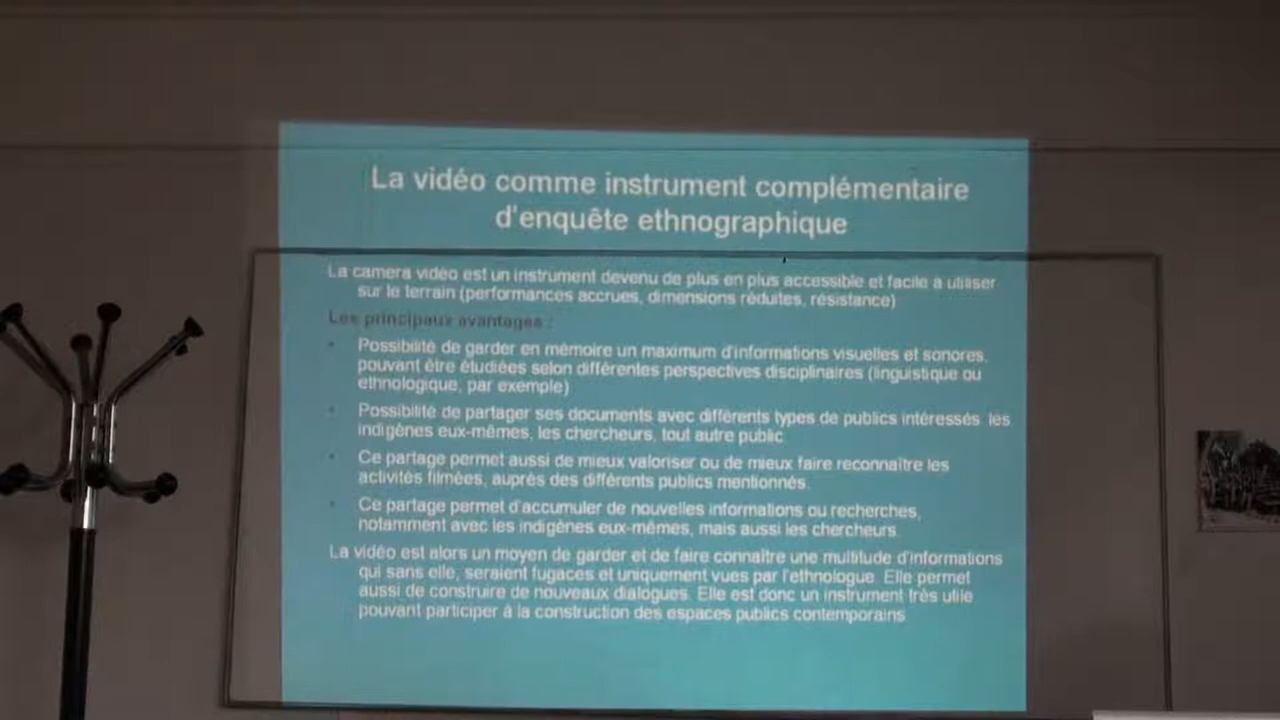 La vidéo comme instrument complémentaire
d'enquête ethnographique
La caméra vidéo est un instrument devenu de plus en plus accessible et facile à utiliser
sur le terrain (performances accrues, dimensions réduites, résistance)
Les principaux avantages :
Possibilité de garder en mémoire un maximum d'informations visuelles et sonores,
pouvant être étudiées selon différentes perspectives disciplinaires (linguistique ou
ethnologique, par exemple)
Possibilité de partager ses documents avec différents types de publics intéressés les
indigènes eux-mêmes, les chercheurs, tout autre public
Ce partage permet aussi de mieux valoriser ou de mieux faire reconnaître les
activités filmées, auprès des différents publics mentionnés.
Ce partage permet d'accumuler de nouvelles informations ou recherches,
notamment avec les indigènes eux-mêmes, mais aussi les chercheurs.
La vidéo est alors un moyen de garder et de faire connaître une multitude d'informations
qui sans elle, seraient fugaces et uniquement vues par l'ethnologue. Elle permet
aussi de construire de nouveaux dialogues. Elle est donc un instrument très utile
pouvant participer à la construction des espaces publics contemporains